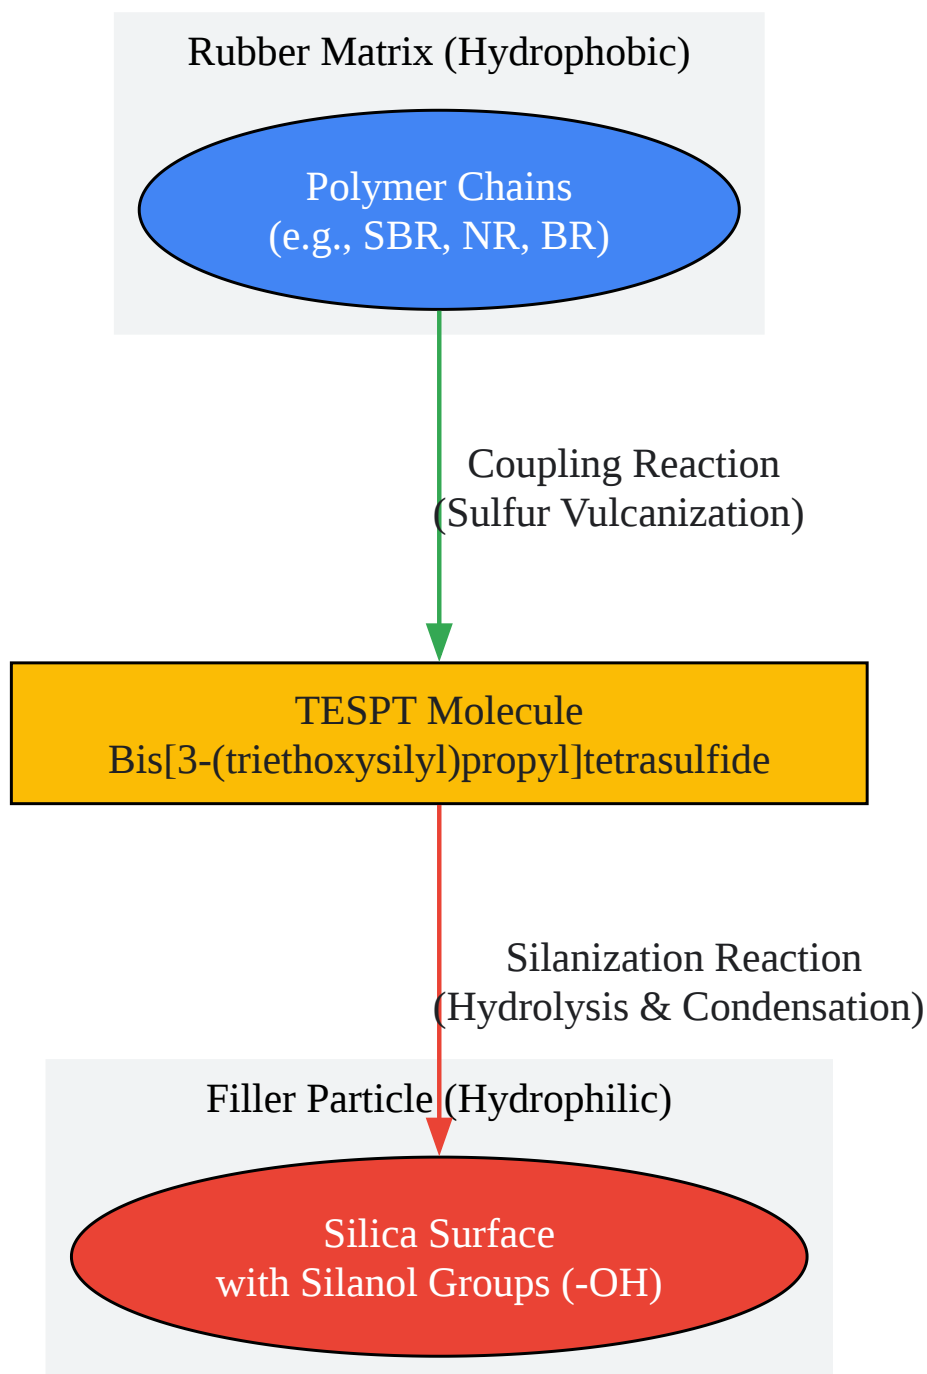 Rubber Matrix (Hydrophobic)
Polymer Chains
(e.g., SBR, NR, BR)
Coupling Reaction
(Sulfur Vulcanization)
TESPT Molecule
Bis[3-(triethoxysilyl)propyl]tetrasulfide
Silanization Reaction
(Hydrolysis & Condensation)
Filler Particle (Hydrophilic)
Silica Surface
with Silanol Groups (-OH)